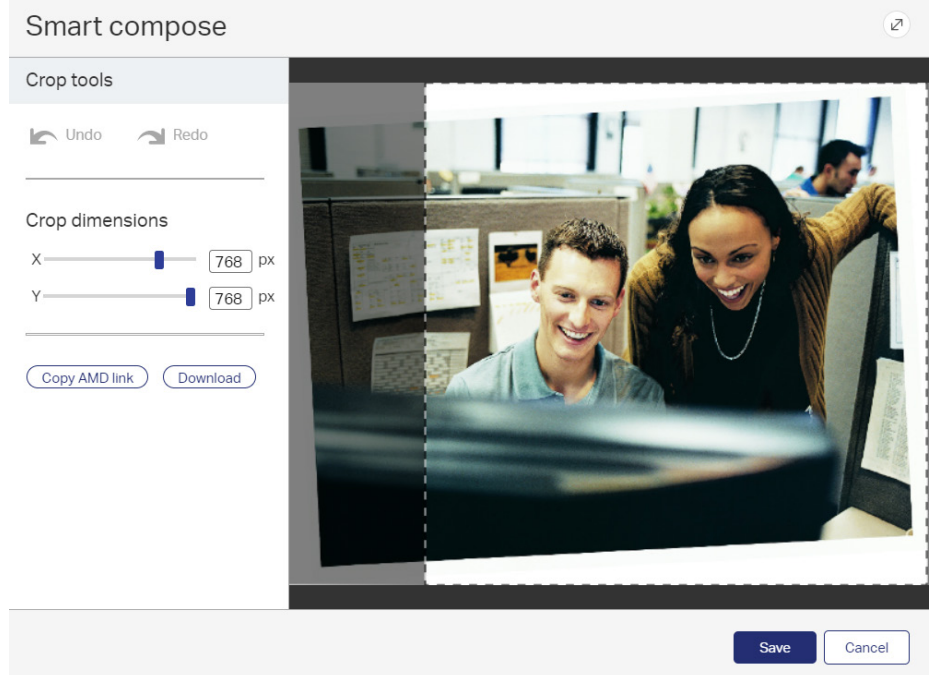 Smart compose
Crop tools
Undo Redo
Crop dimensions
X 768 px
Y 768 px
Copy AMD link Download
Save Cancel